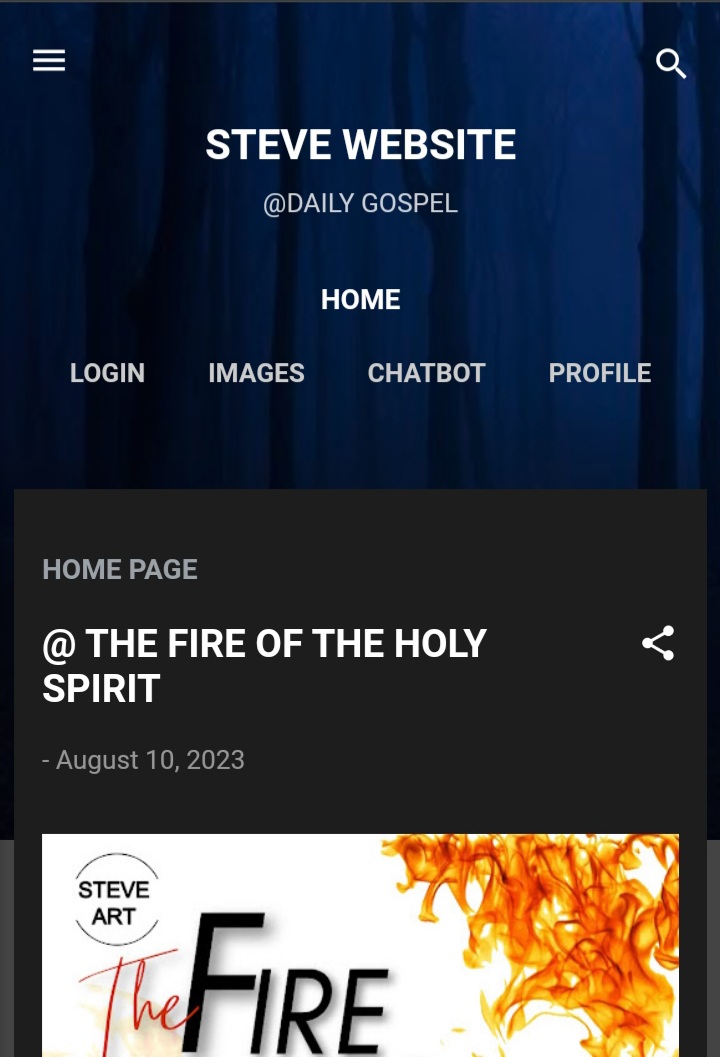 STEVE WEBSITE
@DAILY GOSPEL
HOME
LOGIN IMAGES CHATBOT PROFILE
HOME PAGE
@ THE FIRE OF THE HOLY
SPIRIT
- August 10, 2023
STEVE
ART
The FIRE